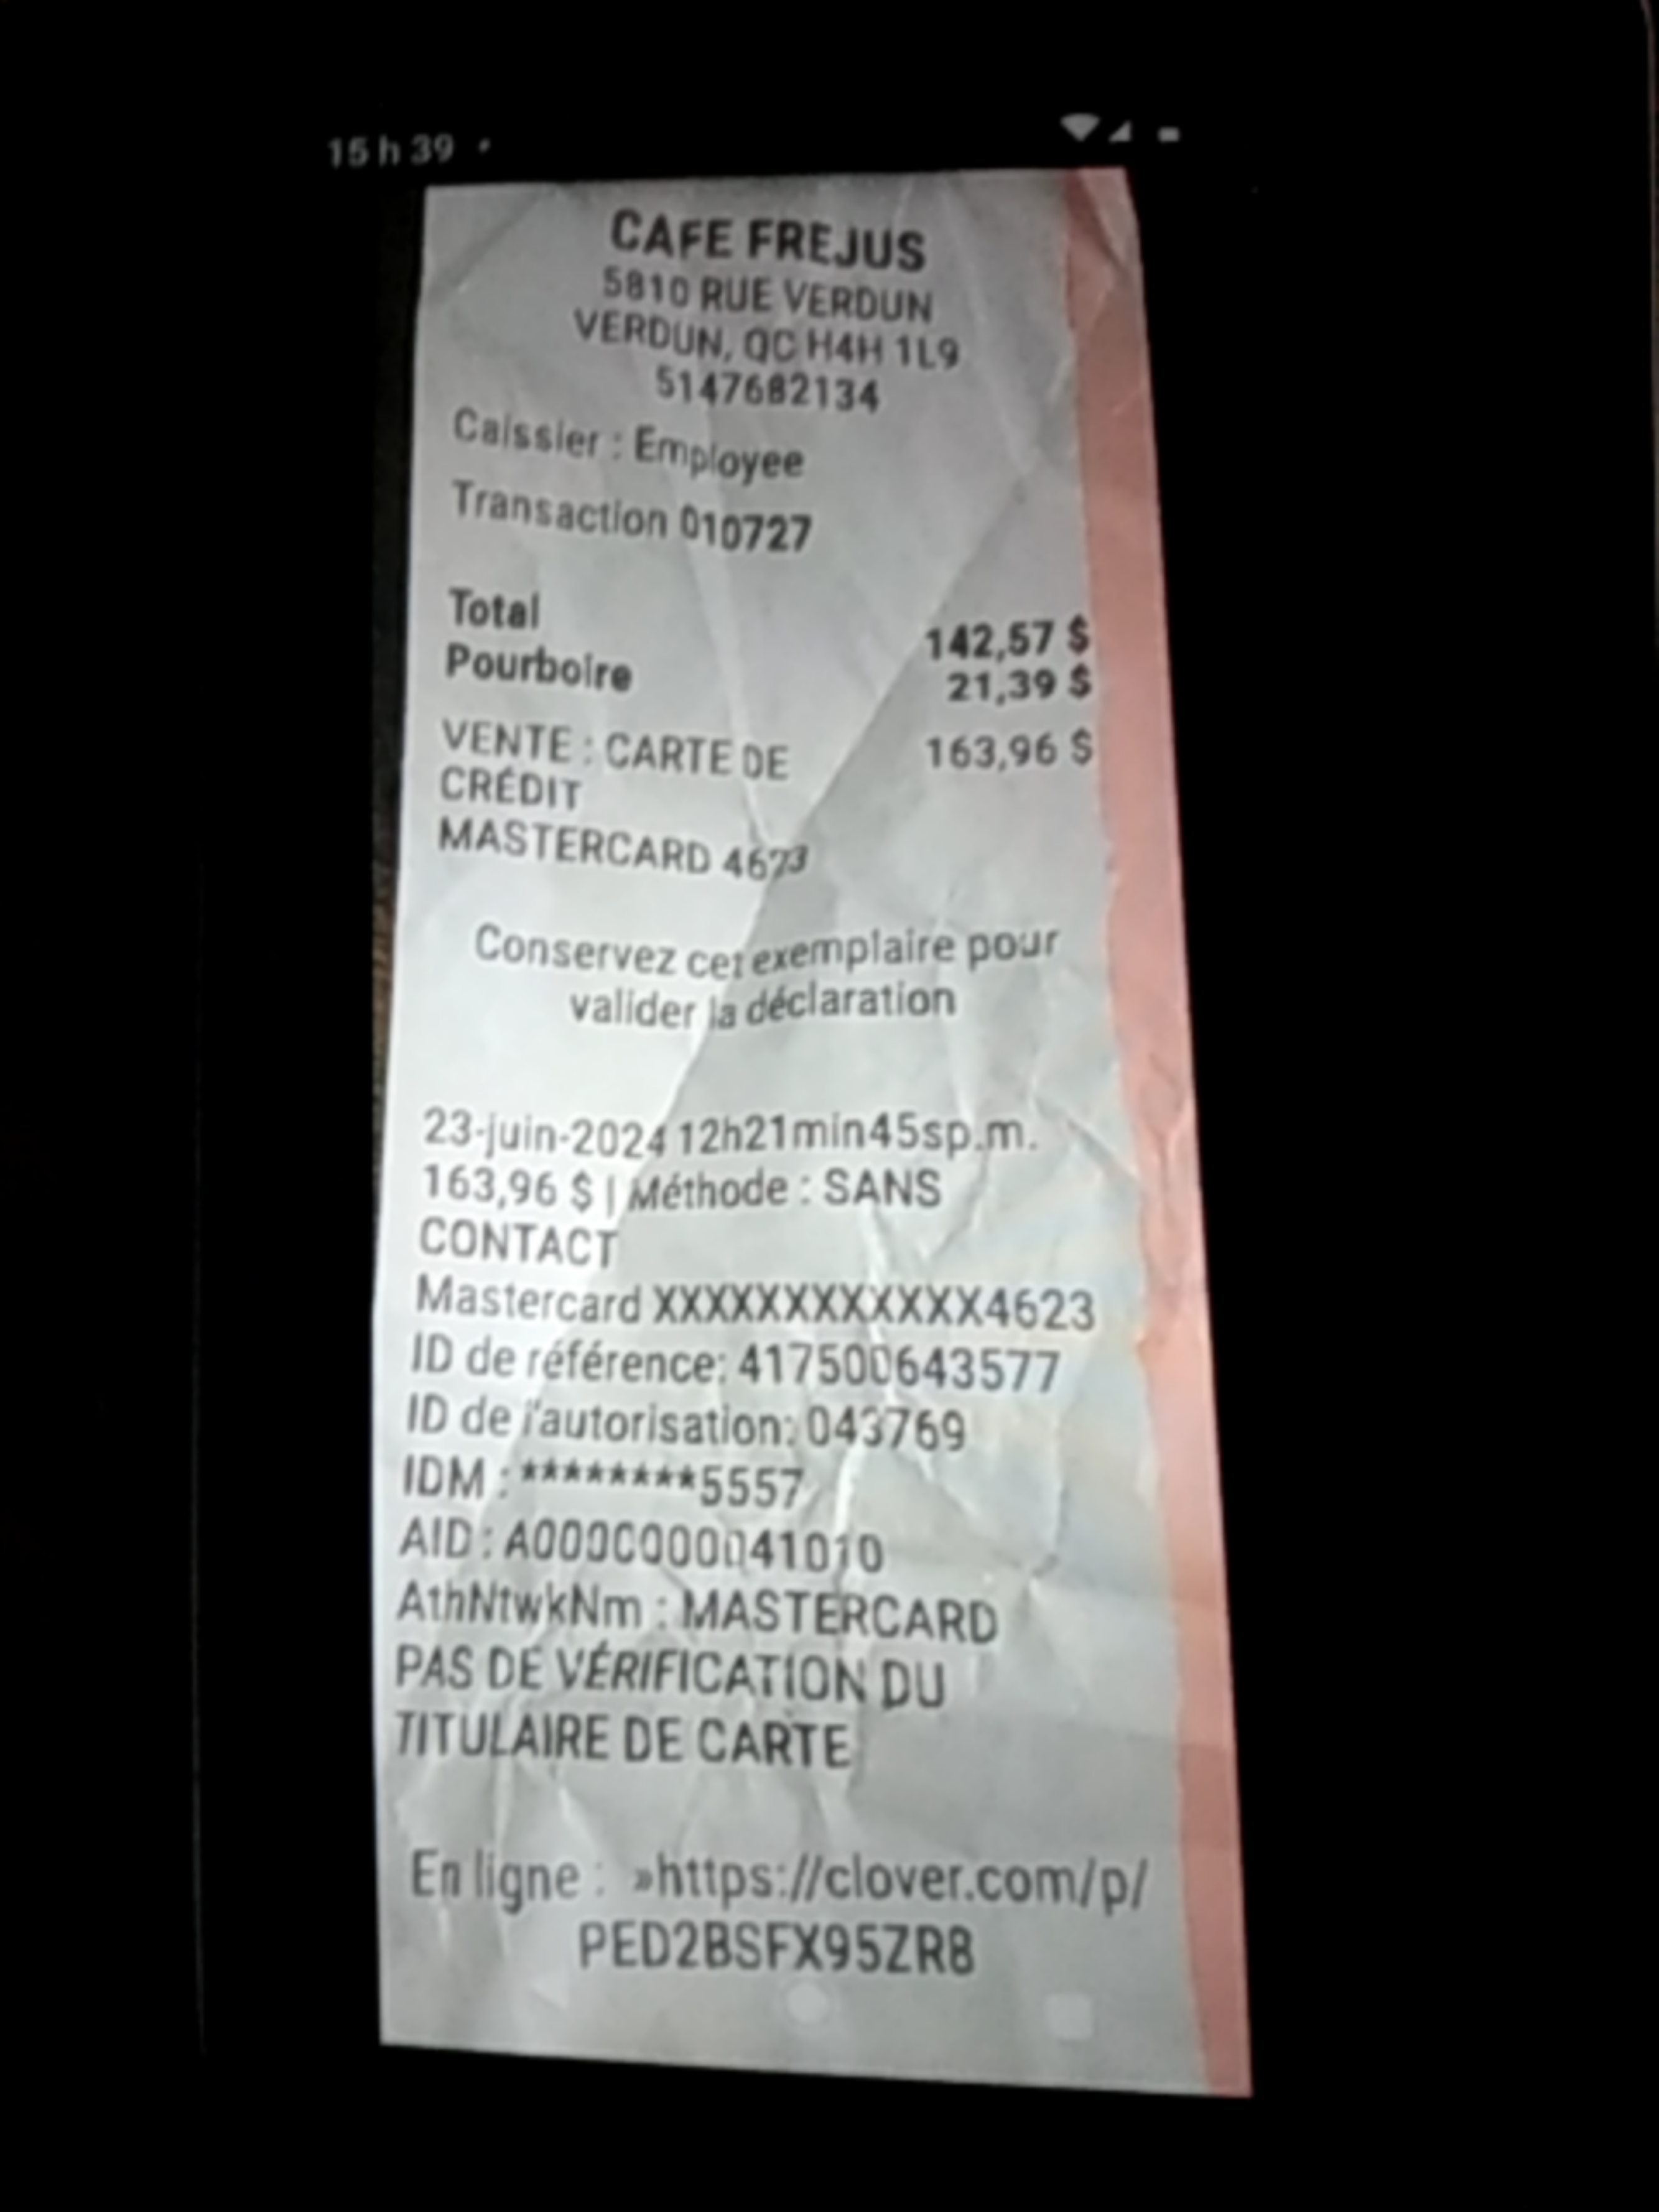 15 h 39
CAFE FREJUS
5810 RUE VERDUN
VERDUN, QC H4H 1L9
5147682134
Caissier : Employee
Transaction 010727
Total
142,57 $
Pourboire
21,39 $
VENTE : CARTE DE 163,96 $
CRÉDIT
MASTERCARD 4623
Conservez cet exemplaire pour
valider la déclaration
23-juin-2024 12h21min45sp.m.
163,96 $ | Méthode : SANS
CONTACT
Mastercard XXXXXXXXXXXX4623
ID de référence: 417500643577
ID de l'autorisation: 043769
IDM : ********5557
AID : A0000000041010
AthNtwkNm : MASTERCARD
PAS DE VÉRIFICATION DU
TITULAIRE DE CARTE
En ligne : »https://clover.com/p/
PED2BSFX95ZR8